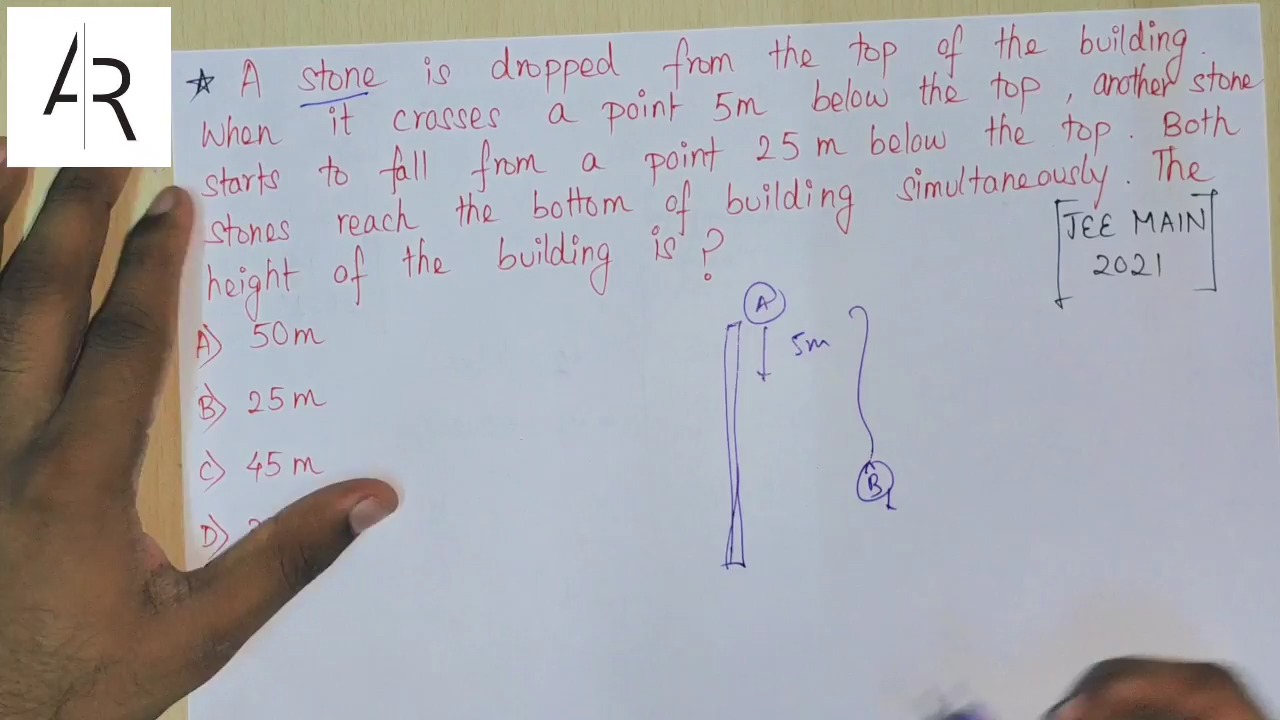 AR
☆ A stone is dropped from the top of the building.
When it crosses a point 5m below the top, another stone
starts to fall from a point 25 m below the top. Both
stones reach the bottom of building simultaneously. The
height of the building is?
[JEE MAIN
2021]
A) 50m
B) 25m
C) 45m
D)
A
5m
B